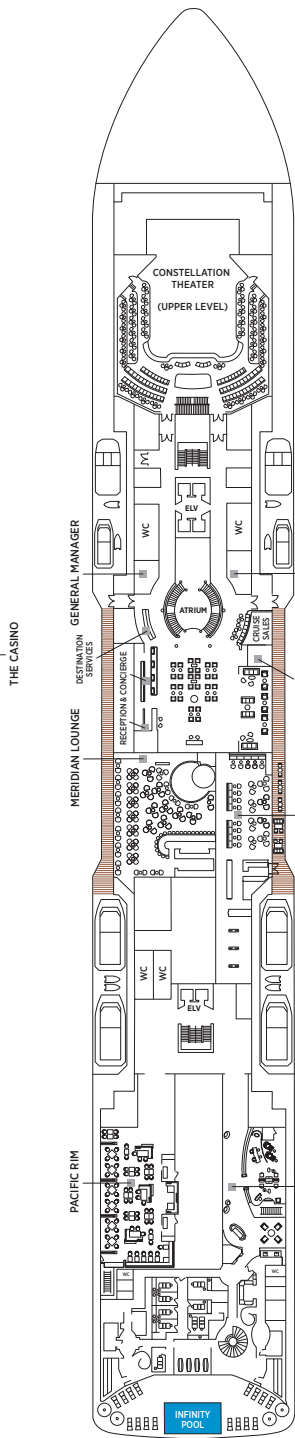 CONSTELLATION
THEATER
(UPPER LEVEL)
ELV
WC
WC
GENERAL MANAGER
THE CASINO
ATRIUM
DESTINATION
SERVICES
CRUISE
SALES
RECEPTION & CONCIERGE
MERIDIAN LOUNGE
WC
WC
ELV
PACIFIC RIM
WC
WC
INFINITY
POOL